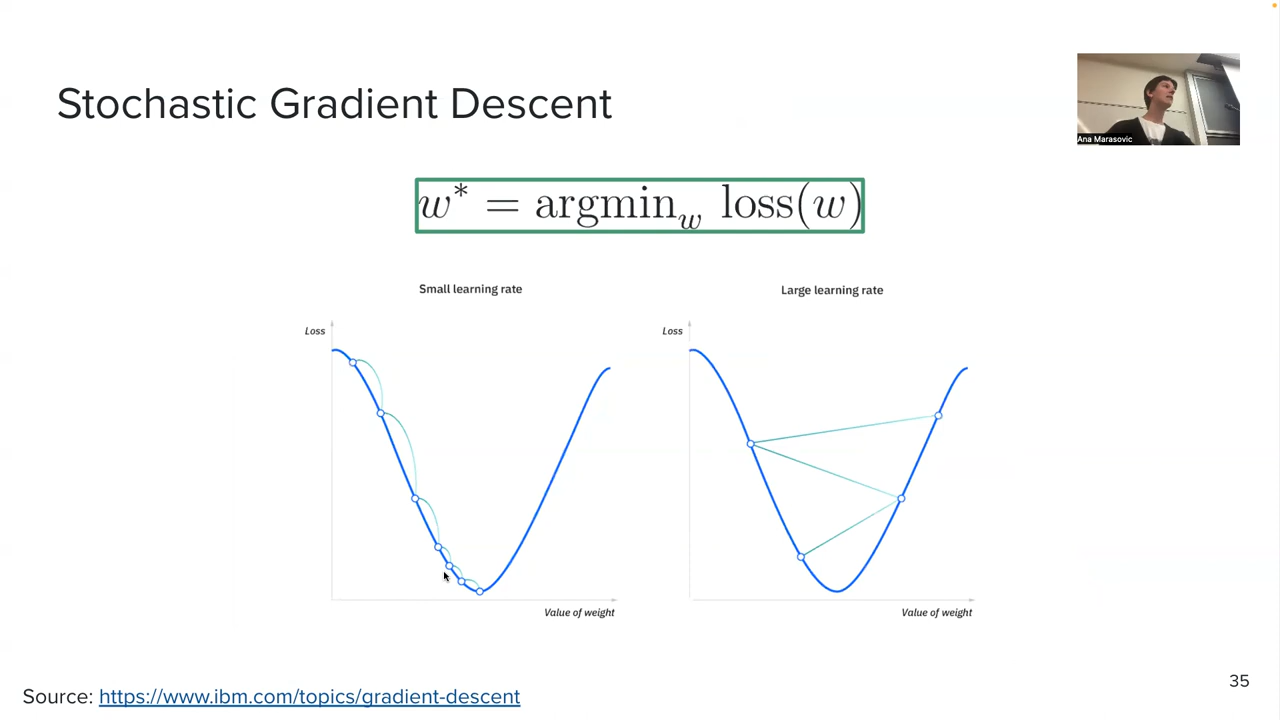 Stochastic Gradient Descent
Ana Marasovic
w* = argmin_w loss(w)
Small learning rate
Large learning rate
Loss
Loss
Value of weight
Value of weight
35
Source: https://www.ibm.com/topics/gradient-descent